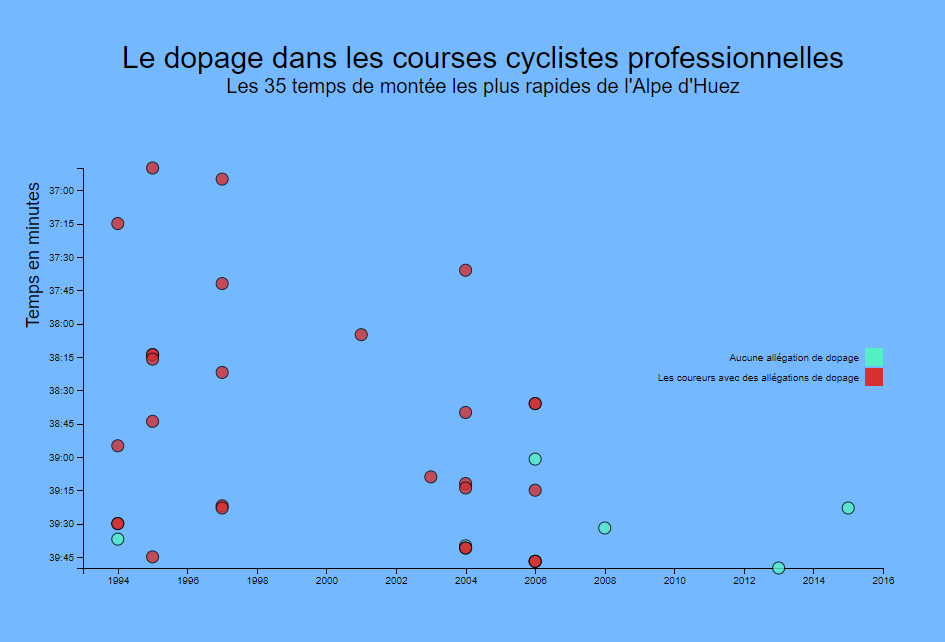 Le dopage dans les courses cyclistes professionnelles
Les 35 temps de montée les plus rapides de l'Alpe d'Huez
Temps en minutes
37:00
37:15
37:30
37:45
38:00
38:15
38:30
38:45
39:00
39:15
39:30
39:45
Aucune allégation de dopage
Les coureurs avec des allégations de dopage
1994 1996 1998 2000 2002 2004 2006 2008 2010 2012 2014 2016